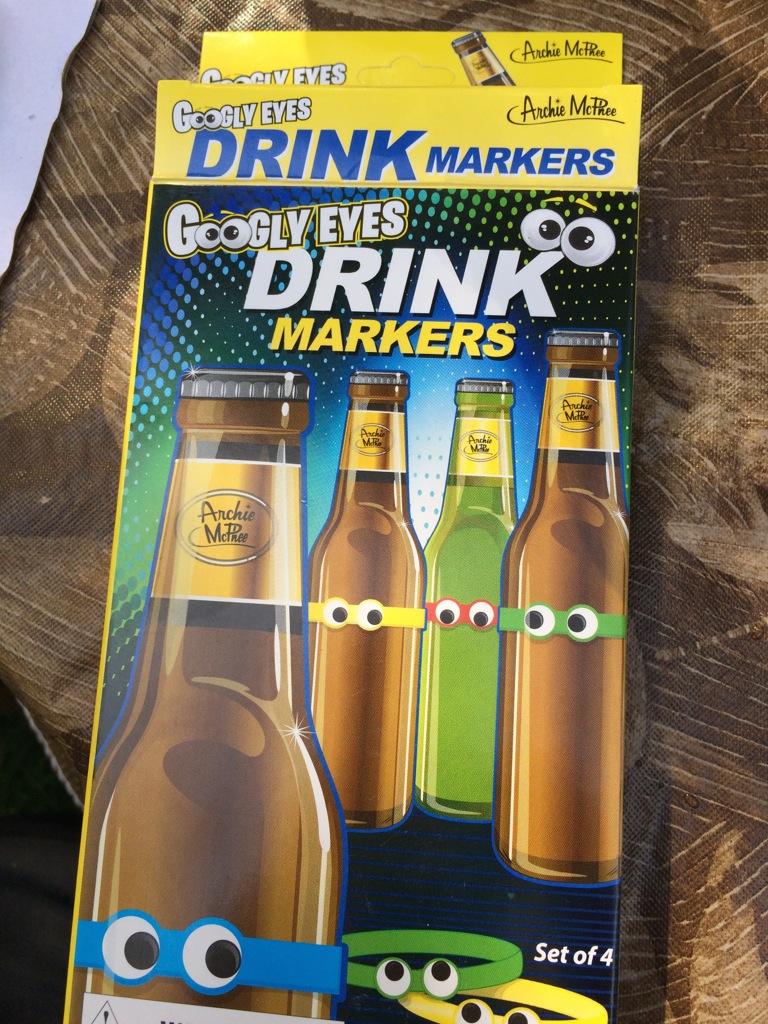 GOOGLY EYES
Archie McPhee
GOOGLY EYES
Archie McPhee
DRINK MARKERS
GOOGLY EYES
DRINK
MARKERS
Archie
McPhee
Archie
McPhee
Archie
McPhee
Archie
McPhee
Set of 4